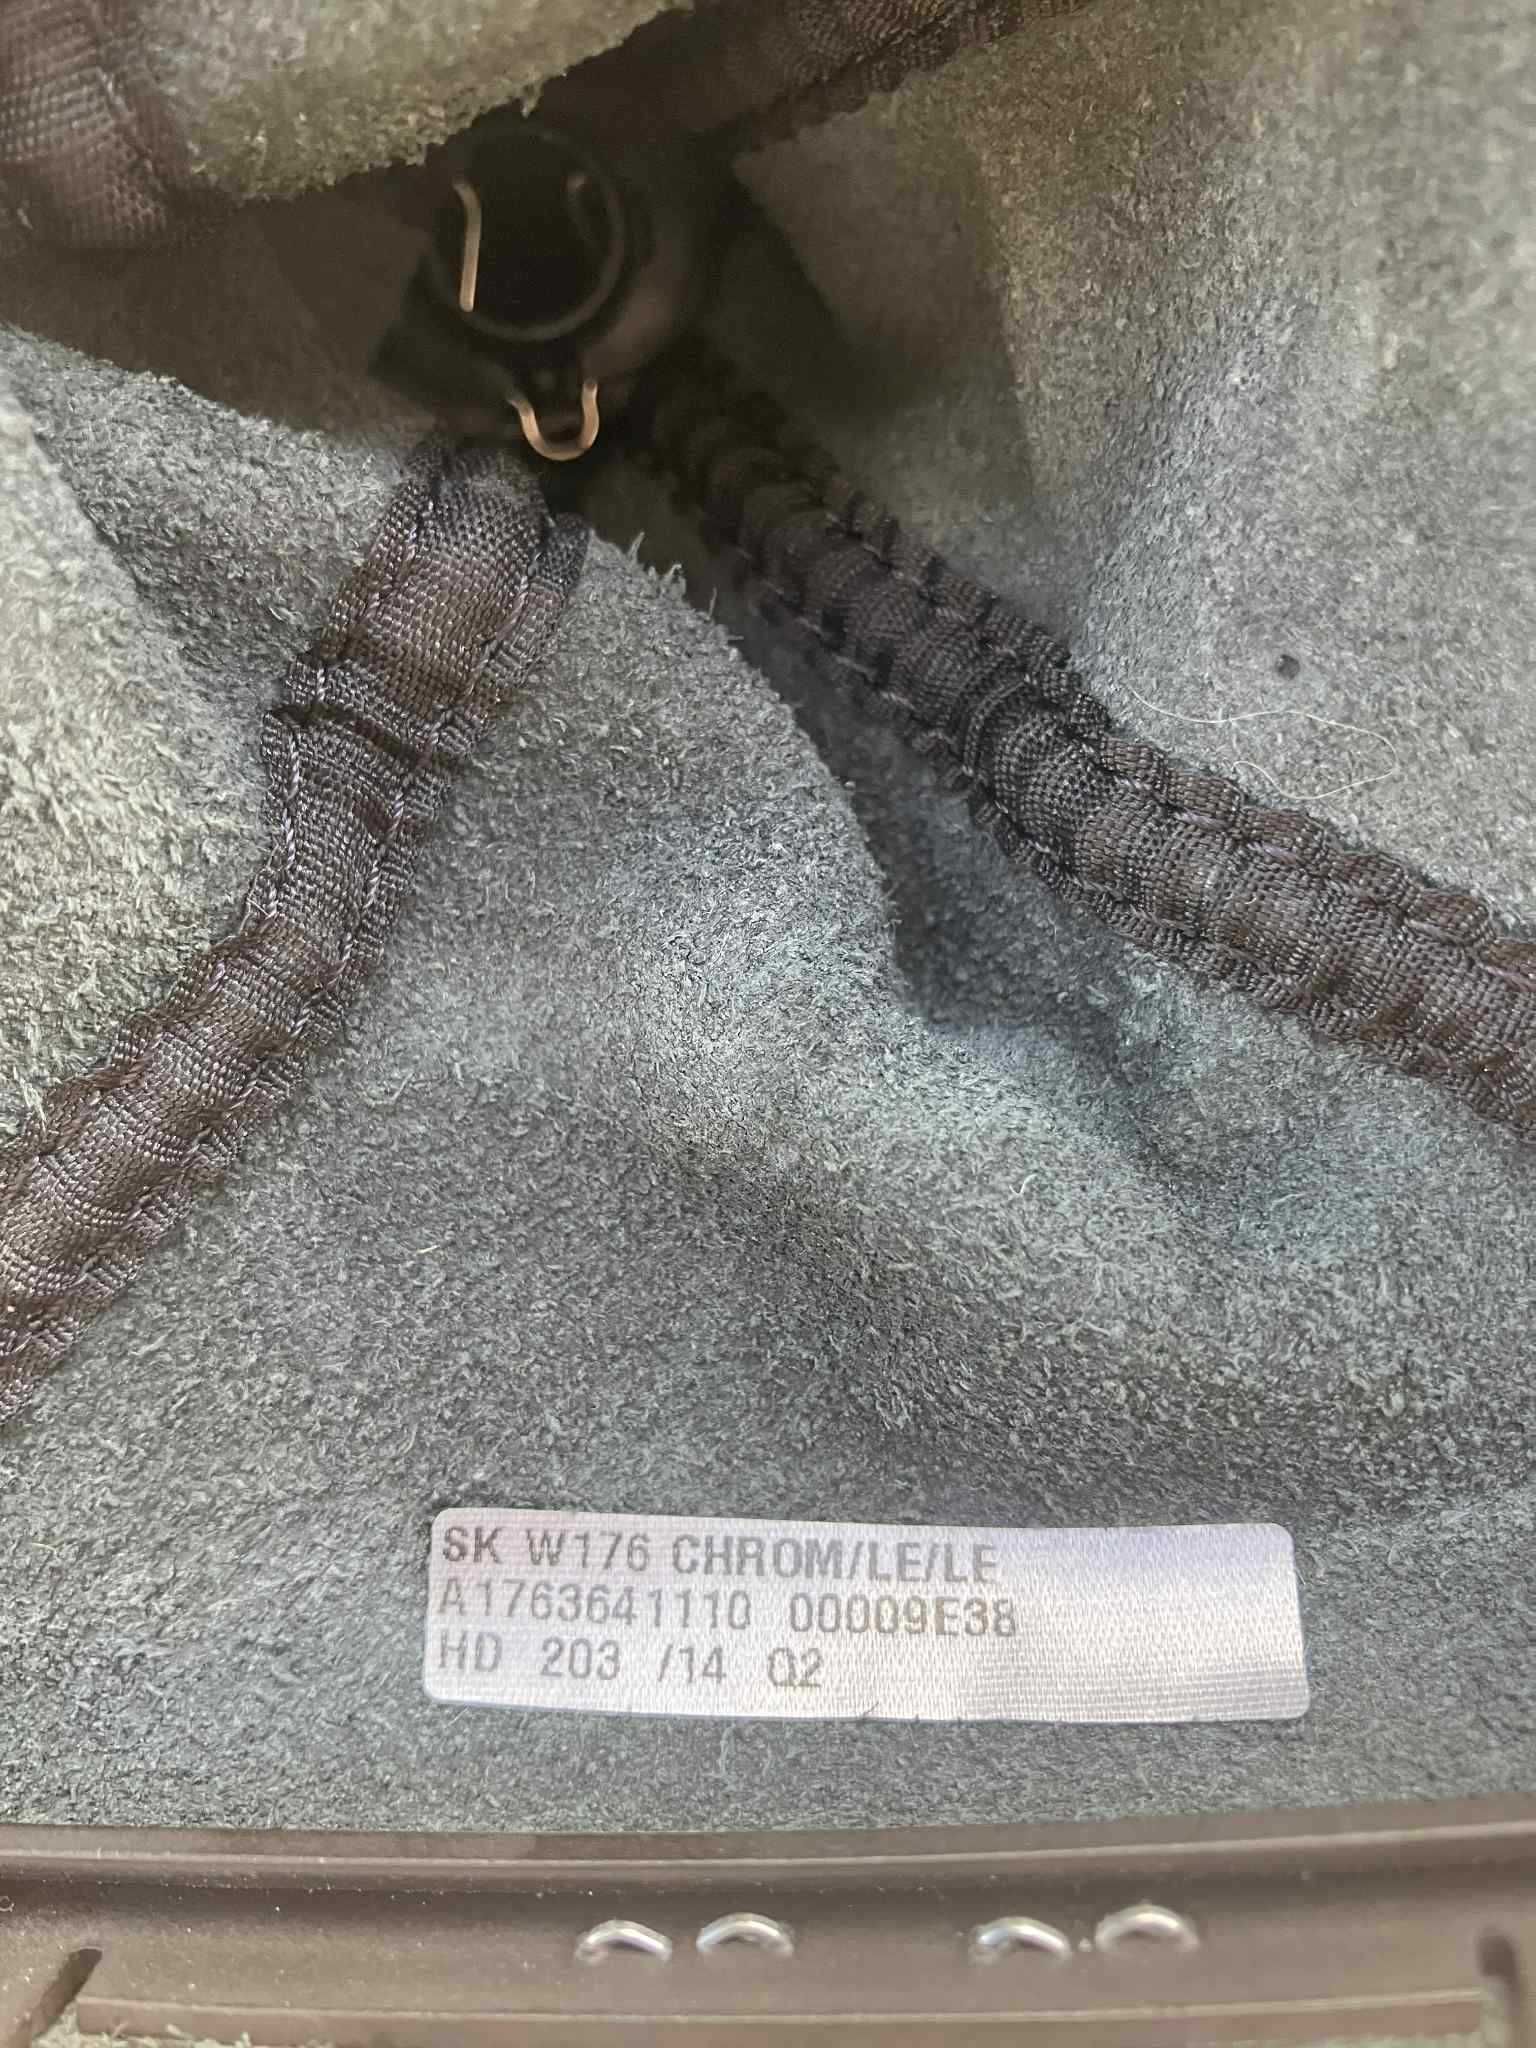 SK W176 CHROM/LE/LE
A1763641110 00009E38
HD 203 /14 Q2